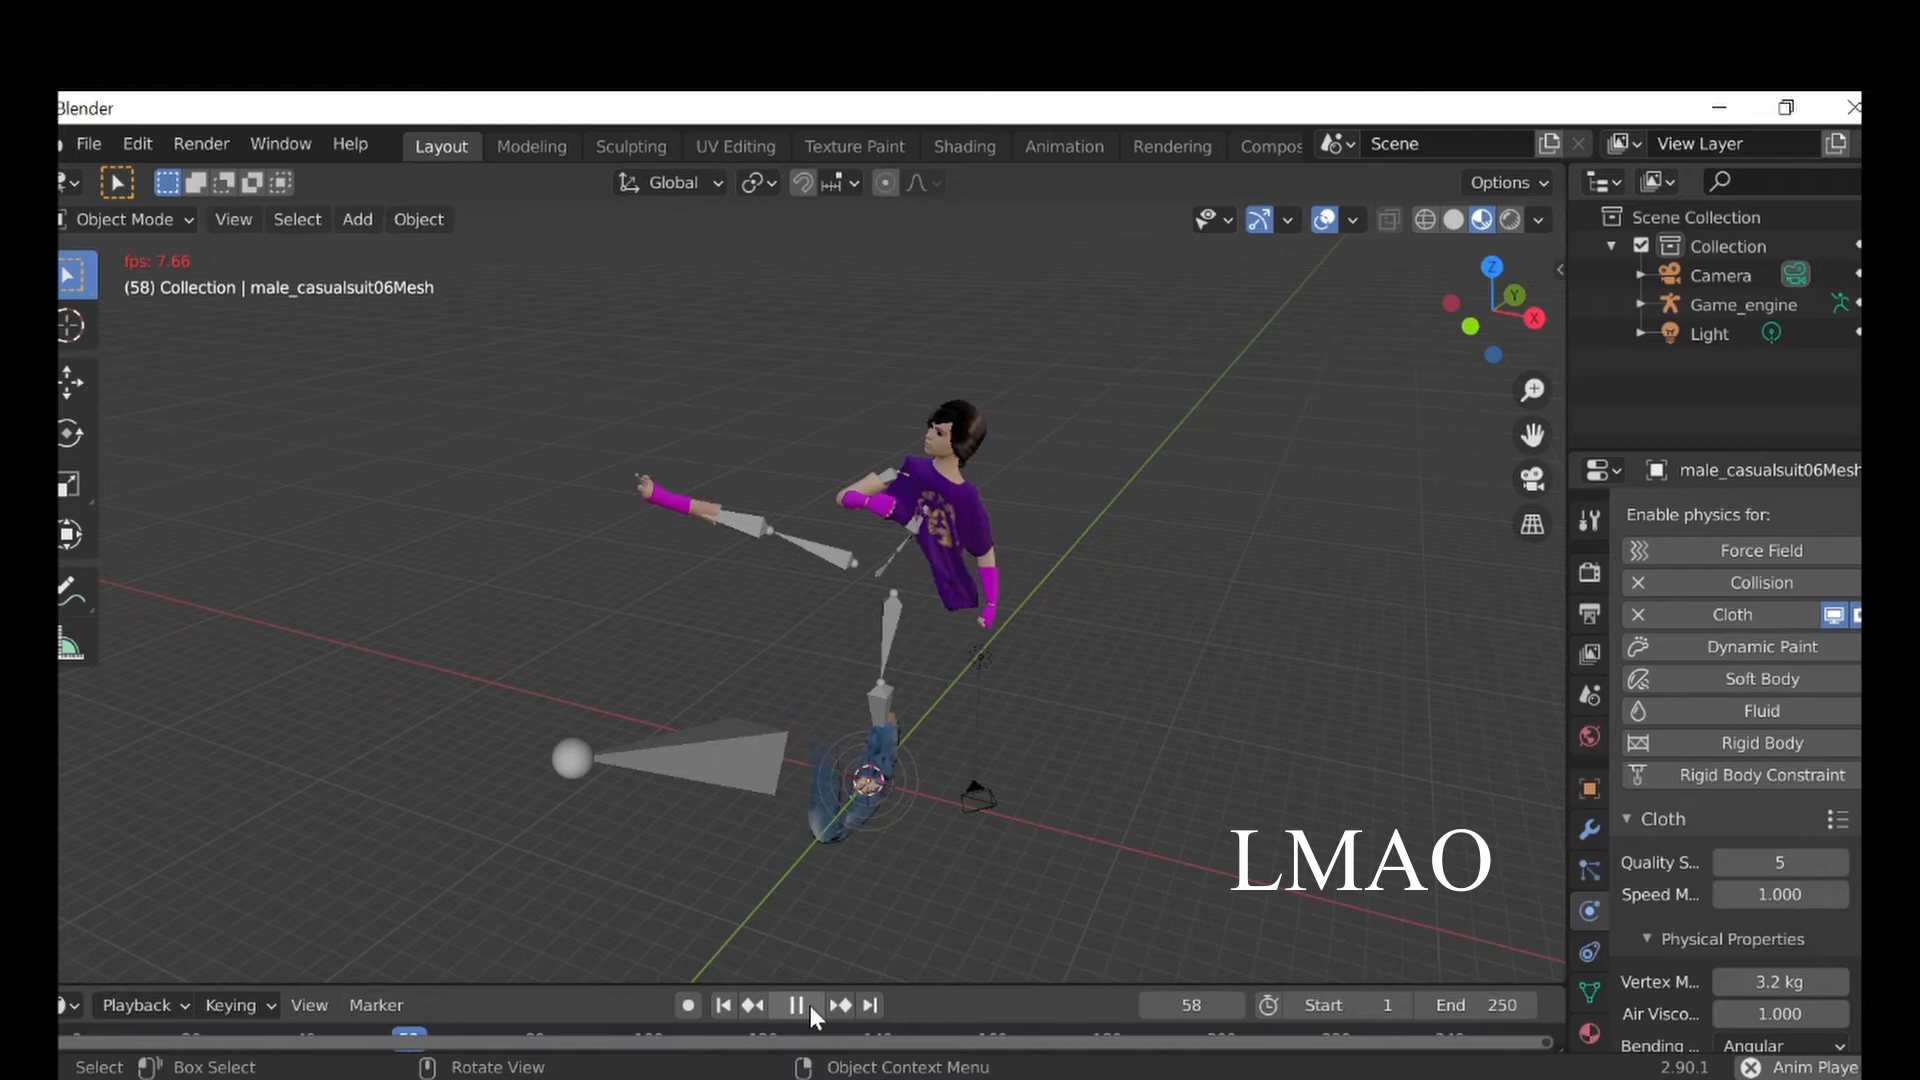 Blender
File Edit Render Window Help Layout Modeling Sculpting UV Editing Texture Paint Shading Animation Rendering Compos Scene View Layer
Global Options
Object Mode View Select Add Object
fps: 7.66
(58) Collection | male_casualsuit06Mesh
Z
Y
X
Scene Collection
Collection
Camera
Game_engine
Light
male_casualsuit06Mesh
Enable physics for:
Force Field
Collision
Cloth
Dynamic Paint
Soft Body
Fluid
Rigid Body
Rigid Body Constraint
Cloth
Quality S... 5
Speed M... 1.000
Physical Properties
Vertex M... 3.2 kg
Air Visco... 1.000
Bending ... Angular
LMAO
Playback Keying View Marker 58 Start 1 End 250
Select Box Select Rotate View Object Context Menu 2.90.1 Anim Playe